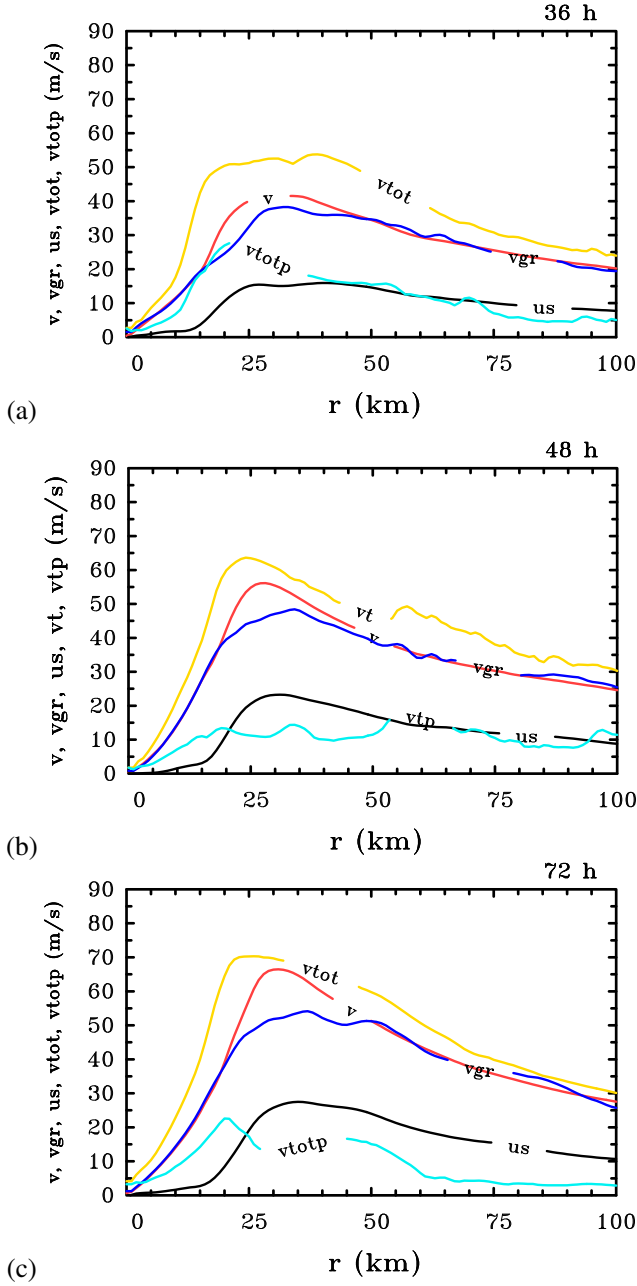 36 h
v, vgr, us, vtot, vtotp (m/s)
90
80
70
60
50
40
30
20
10
0
vtot
v
vtotp
vgr
us
0 25 50 75 100
r (km)
(a)
48 h
v, vgr, us, vt, vtp (m/s)
90
80
70
60
50
40
30
20
10
0
vt
v
vgr
vtp
us
0 25 50 75 100
r (km)
(b)
72 h
v, vgr, us, vtot, vtotp (m/s)
90
80
70
60
50
40
30
20
10
0
vtot
v
vgr
vtotp
us
0 25 50 75 100
r (km)
(c)